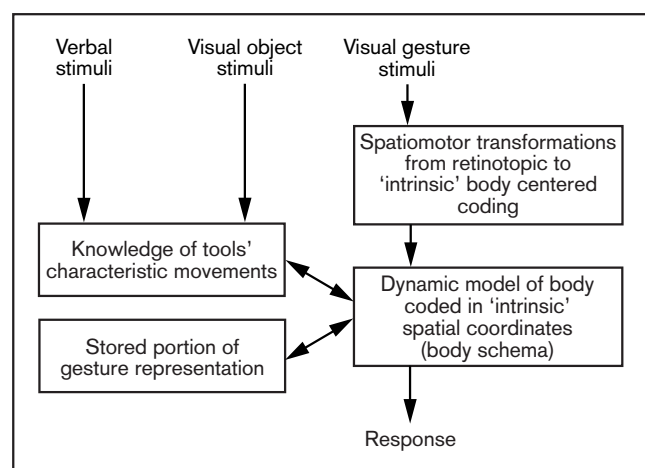 Verbal
stimuli
Visual object
stimuli
Visual gesture
stimuli
Spatiomotor transformations
from retinotopic to
‘intrinsic’ body centered
coding
Knowledge of tools’
characteristic movements
Dynamic model of body
coded in ‘intrinsic’
spatial coordinates
(body schema)
Stored portion of
gesture representation
Response